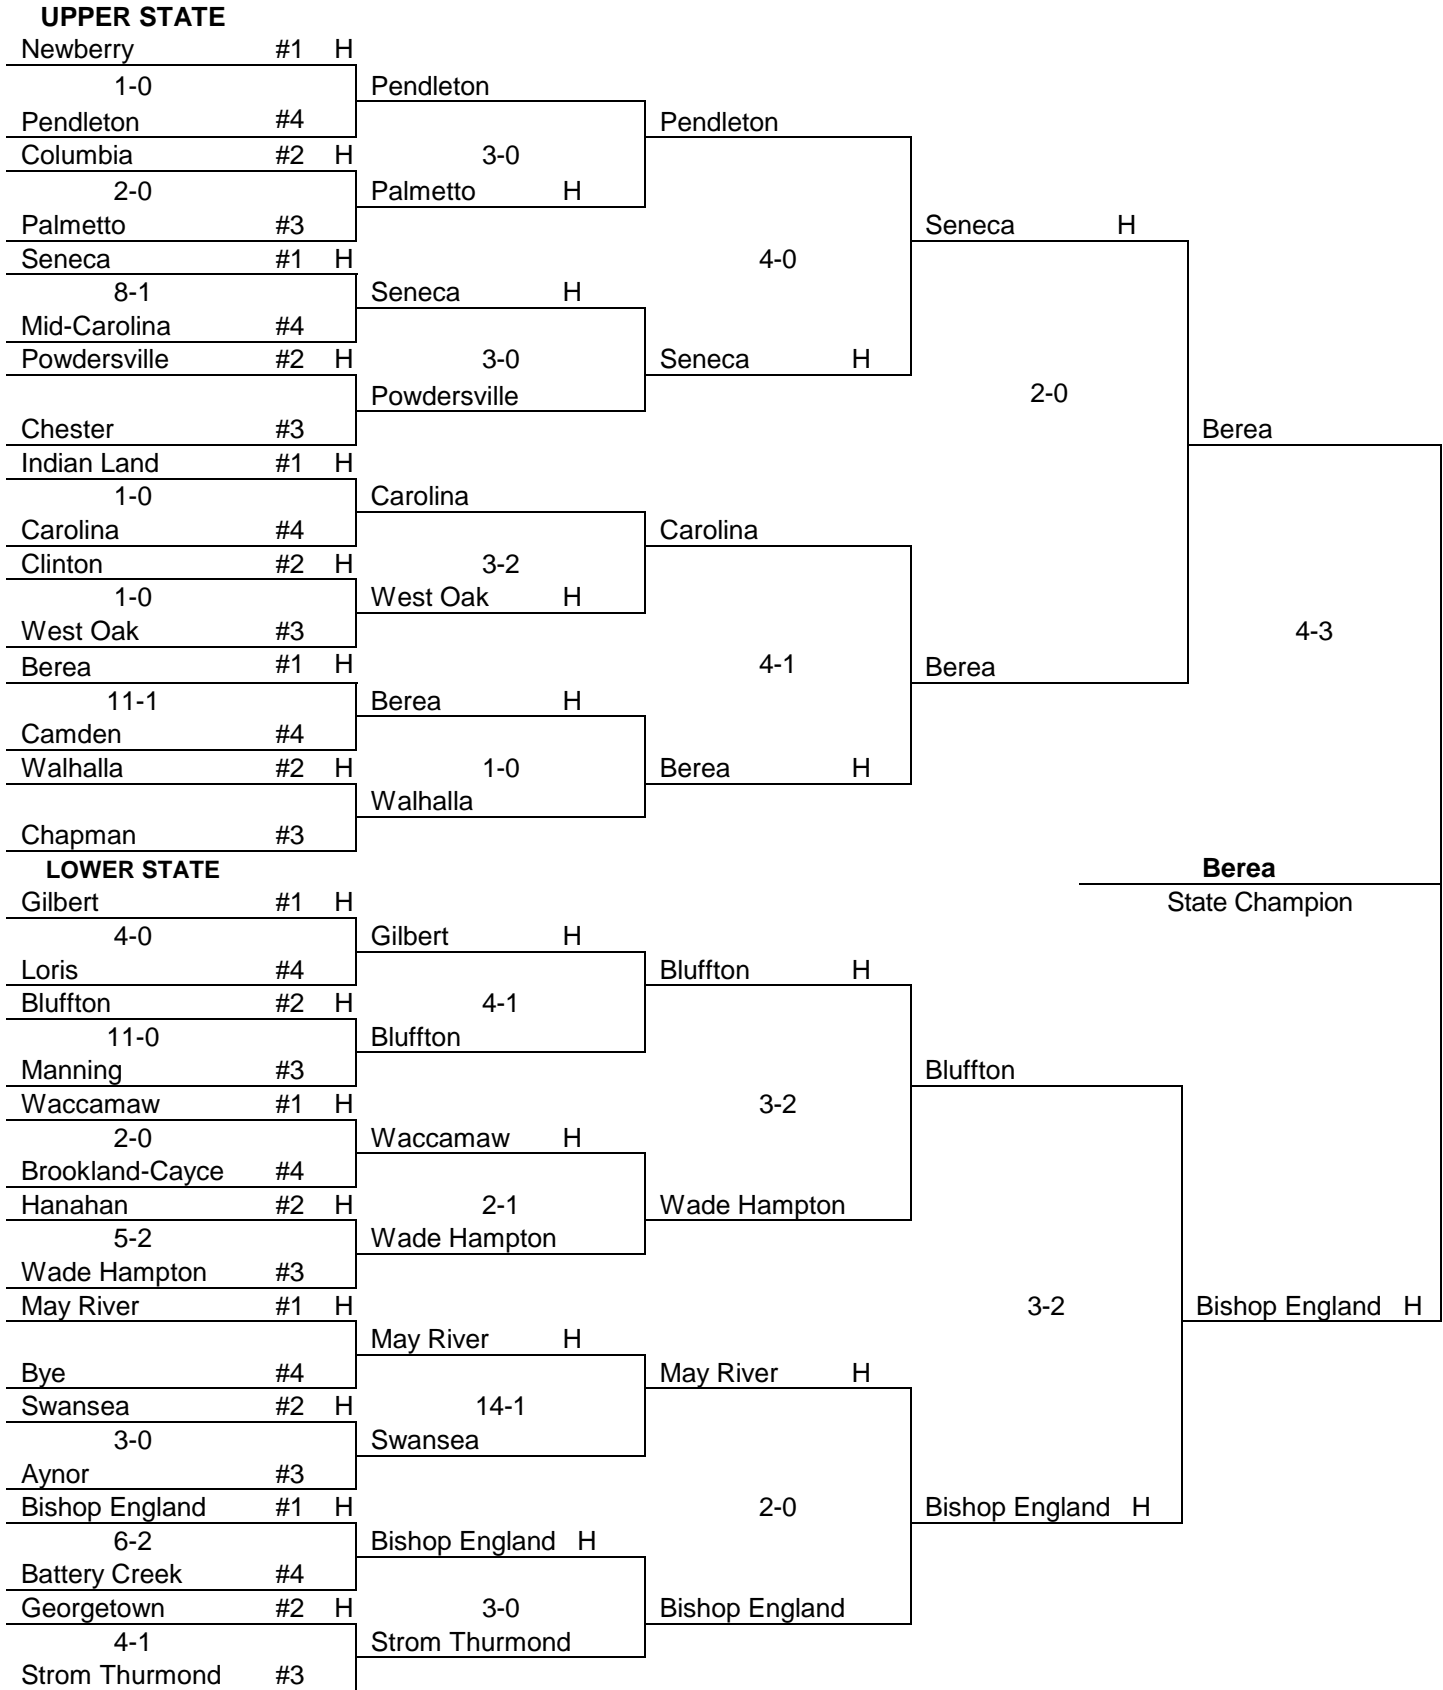 UPPER STATE
Newberry #1 H
1-0 Pendleton
Pendleton #4 Pendleton
Columbia #2 H 3-0
2-0 Palmetto H
Palmetto #3 Seneca H
Seneca #1 H 4-0
8-1 Seneca H
Mid-Carolina #4
Powdersville #2 H 3-0 Seneca H
Powdersville 2-0
Chester #3 Berea
Indian Land #1 H
1-0 Carolina
Carolina #4 Carolina
Clinton #2 H 3-2
1-0 West Oak H
West Oak #3 4-3
Berea #1 H 4-1 Berea
11-1 Berea H
Camden #4
Walhalla #2 H 1-0 Berea H
Walhalla
Chapman #3
LOWER STATE Berea
Gilbert #1 H State Champion
4-0 Gilbert H
Loris #4 Bluffton H
Bluffton #2 H 4-1
11-0 Bluffton
Manning #3 Bluffton
Waccamaw #1 H 3-2
2-0 Waccamaw H
Brookland-Cayce #4
Hanahan #2 H 2-1 Wade Hampton
5-2 Wade Hampton
Wade Hampton #3
May River #1 H 3-2 Bishop England H
May River H
Bye #4 May River H
Swansea #2 H 14-1
3-0 Swansea
Aynor #3
Bishop England #1 H 2-0 Bishop England H
6-2 Bishop England H
Battery Creek #4
Georgetown #2 H 3-0 Bishop England
4-1 Strom Thurmond
Strom Thurmond #3